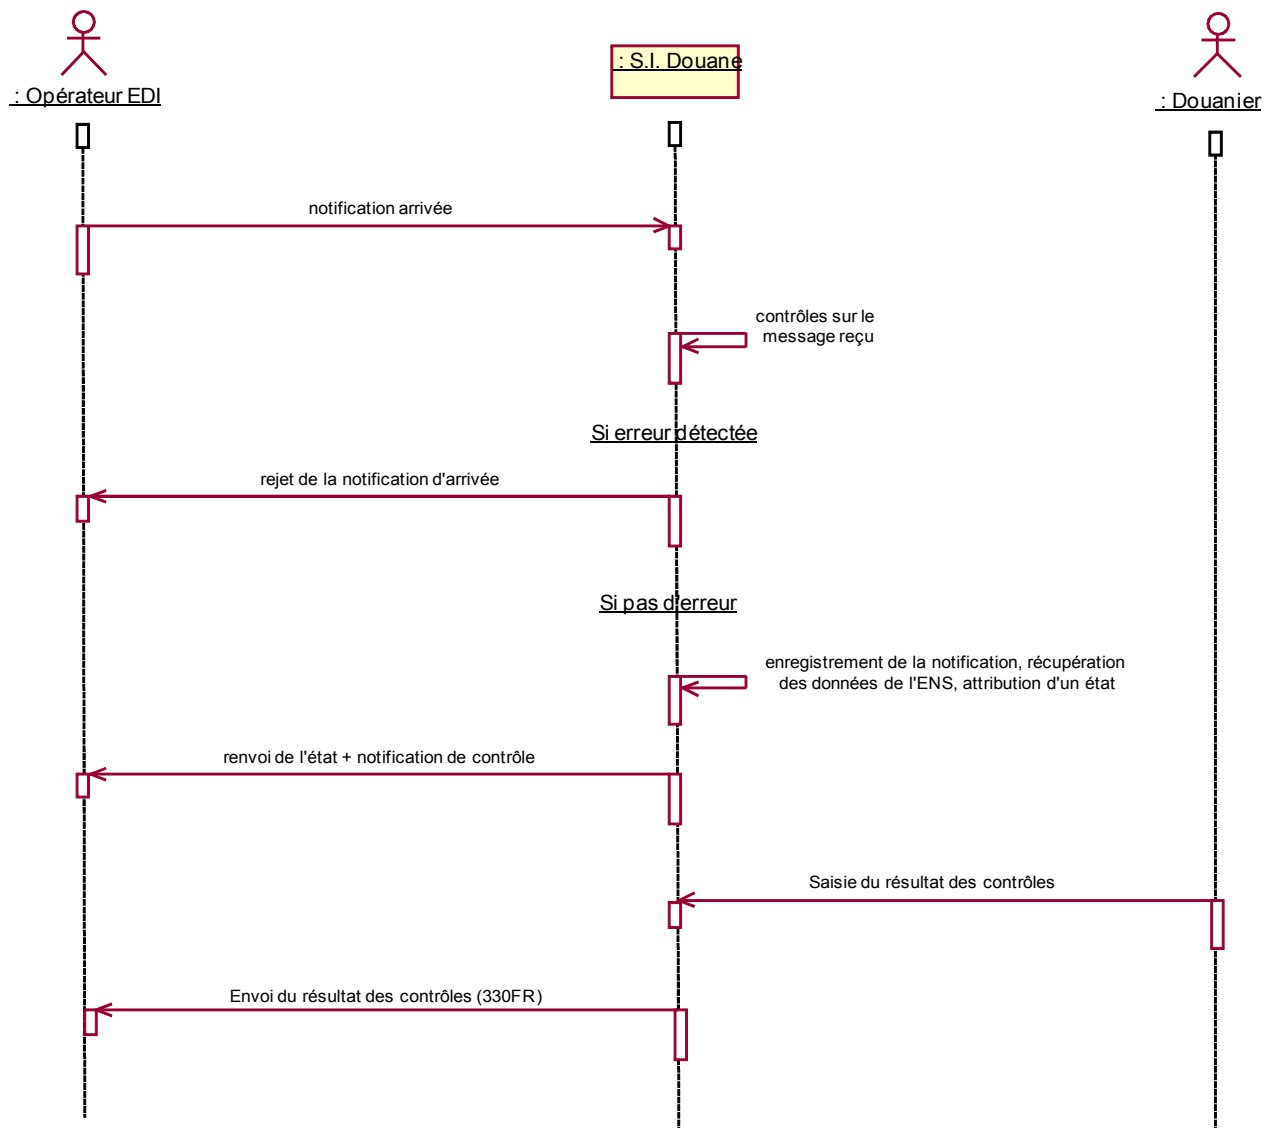 : Opérateur EDI
: S.I. Douane
: Douanier
notification arrivée
contrôles sur le
message reçu
Si erreur détectée
rejet de la notification d'arrivée
Si pas d'erreur
enregistrement de la notification, récupération
des données de l'ENS, attribution d'un état
renvoi de l'état + notification de contrôle
Saisie du résultat des contrôles
Envoi du résultat des contrôles (330FR)